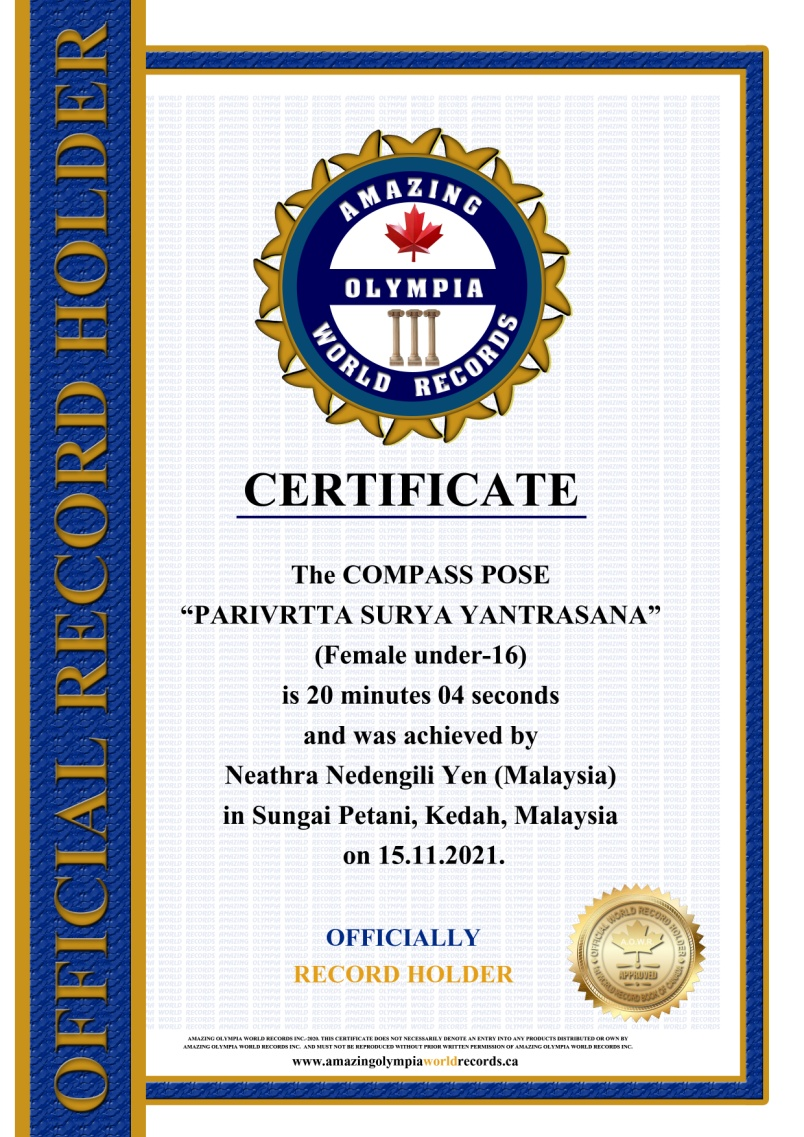 OFFICIAL RECORD HOLDER
AMAZING
OLYMPIA
WORLD RECORDS
CERTIFICATE
The COMPASS POSE
“PARIVRTTA SURYA YANTRASANA”
(Female under-16)
is 20 minutes 04 seconds
and was achieved by
Neathra Nedengili Yen (Malaysia)
in Sungai Petani, Kedah, Malaysia
on 15.11.2021.
OFFICIALLY
RECORD HOLDER
OFFICIAL WORLD RECORD HOLDER
A.O.W.R.
APPROVED
AMAZING OLYMPIA WORLD RECORDS INC.-2020. THIS CERTIFICATE DOES NOT NECESSARILY DENOTE AN ENTRY INTO ANY PRODUCTS DISTRIBUTED OR OWN BY
AMAZING OLYMPIA WORLD RECORDS INC. AND MUST NOT BE REPRODUCED WITHOUT PRIOR WRITTEN PERMISSION OF AMAZING OLYMPIA WORLD RECORDS INC.
www.amazingolympiaworldrecords.ca